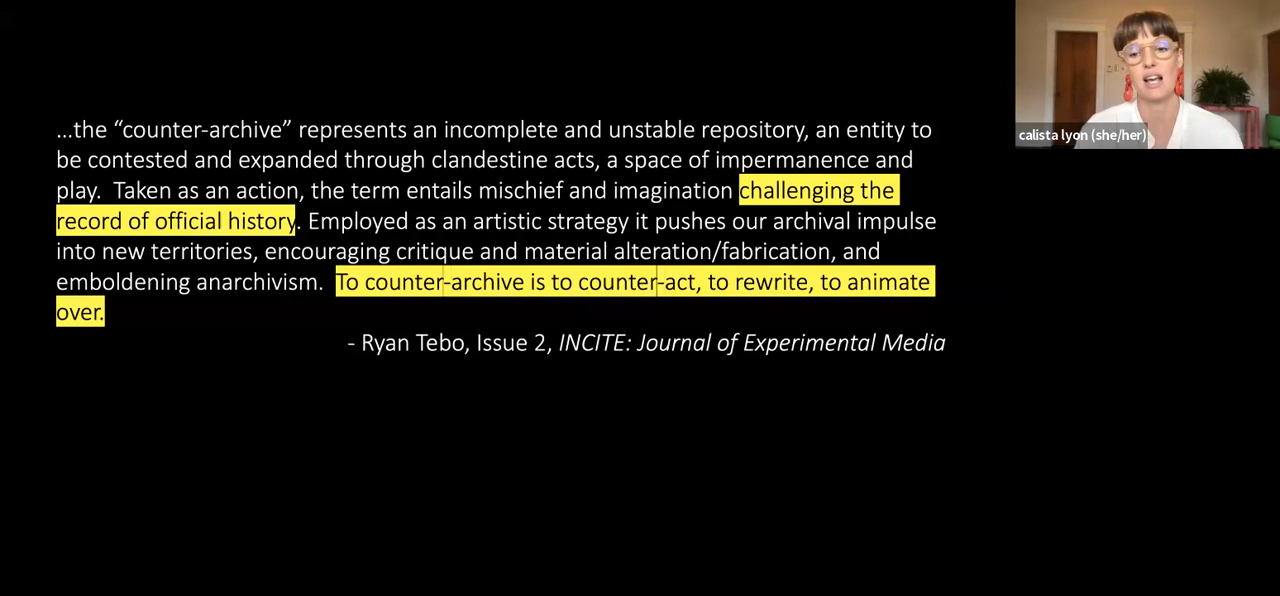 ...the “counter-archive” represents an incomplete and unstable repository, an entity to
be contested and expanded through clandestine acts, a space of impermanence and
play.  Taken as an action, the term entails mischief and imagination challenging the
record of official history. Employed as an artistic strategy it pushes our archival impulse
into new territories, encouraging critique and material alteration/fabrication, and
emboldening anarchivism.  To counter-archive is to counter-act, to rewrite, to animate
over.
- Ryan Tebo, Issue 2, INCITE: Journal of Experimental Media
calista lyon (she/her)